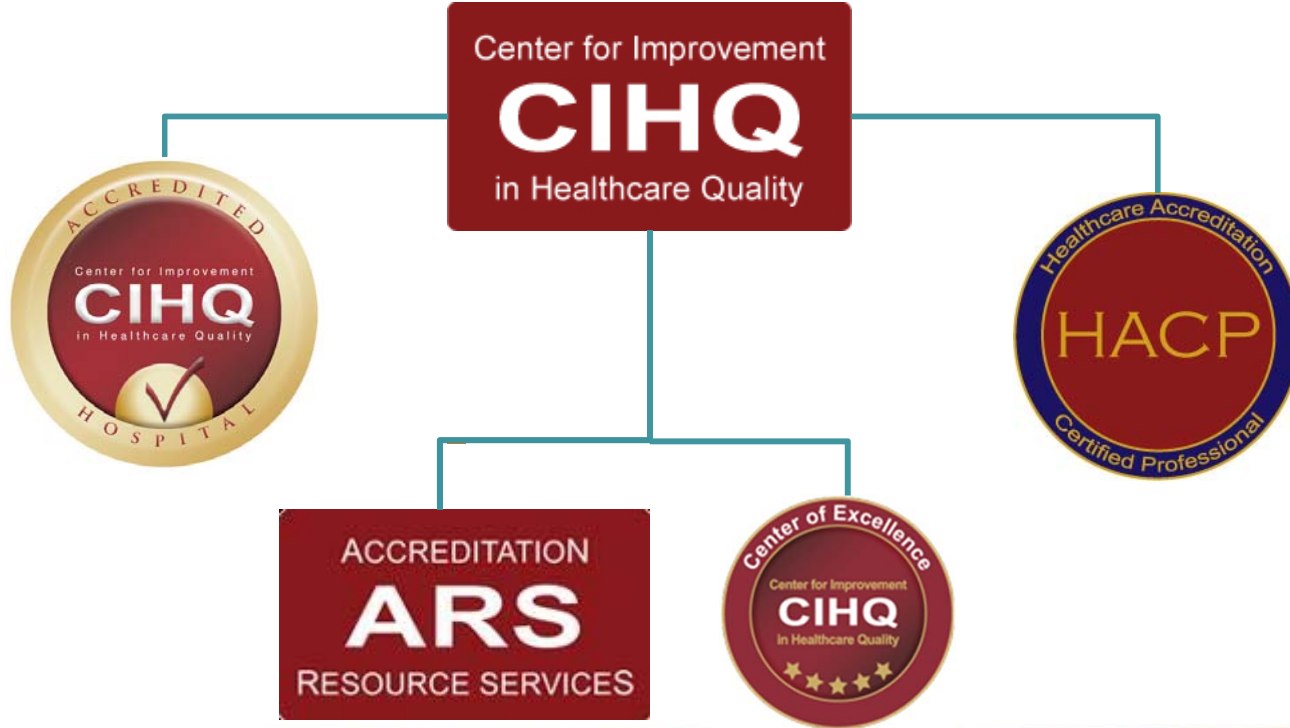 Center for Improvement
CIHQ
in Healthcare Quality
ACCREDITED
Center for Improvement
CIHQ
in Healthcare Quality
HOSPITAL
Healthcare Accreditation
HACP
Certified Professional
ACCREDITATION
ARS
RESOURCE SERVICES
Center of Excellence
Center for Improvement
CIHQ
in Healthcare Quality